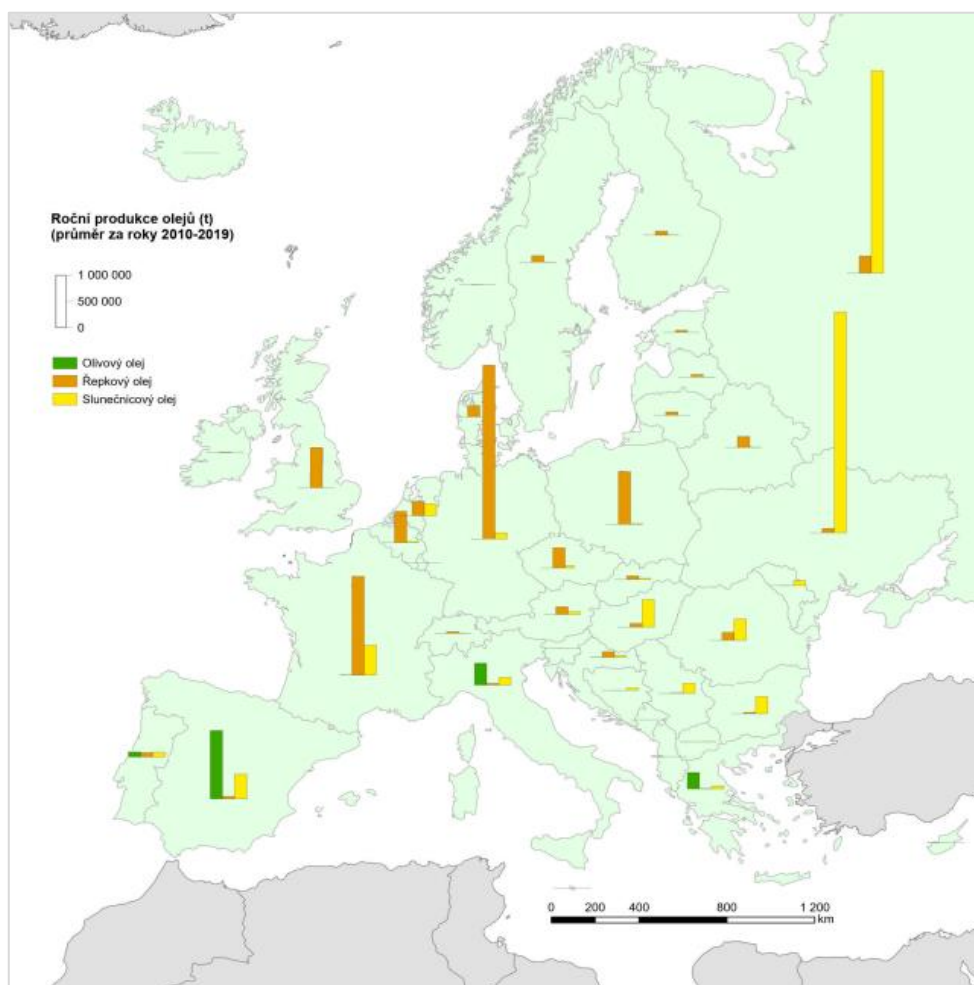 Roční produkce olejů (t)
(průměr za roky 2010-2019)
1 000 000
500 000
0
Olivový olej
Řepkový olej
Slunečnicový olej
0 200 400 800 1 200
km